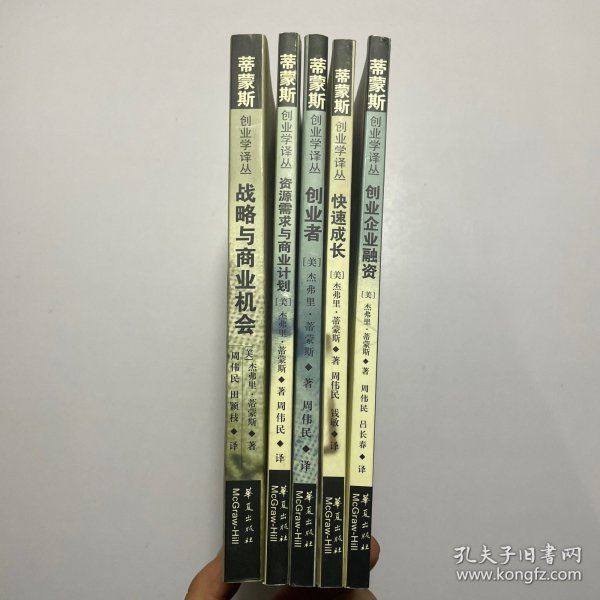 蒂蒙斯
创业学译丛
战略与商业机会
[美]杰弗里·蒂蒙斯◆著
周伟民 田颖枝◆译
华夏出版社
McGraw-Hill
蒂蒙斯
创业学译丛
资源需求与商业计划
[美]杰弗里·蒂蒙斯◆著 周伟民◆译
华夏出版社
McGraw-Hill
蒂蒙斯
创业学译丛
创业者
[美]杰弗里·蒂蒙斯◆著 周伟民◆译
华夏出版社
McGraw-Hill
蒂蒙斯
创业学译丛
快速成长
[美]杰弗里·蒂蒙斯◆著 周伟民 钱敏◆译
华夏出版社
McGraw-Hill
蒂蒙斯
创业学译丛
创业企业融资
[美]杰弗里·蒂蒙斯◆著 周伟民 吕长春◆译
华夏出版社
McGraw-Hill
孔夫子旧书网
www.kongfz.com